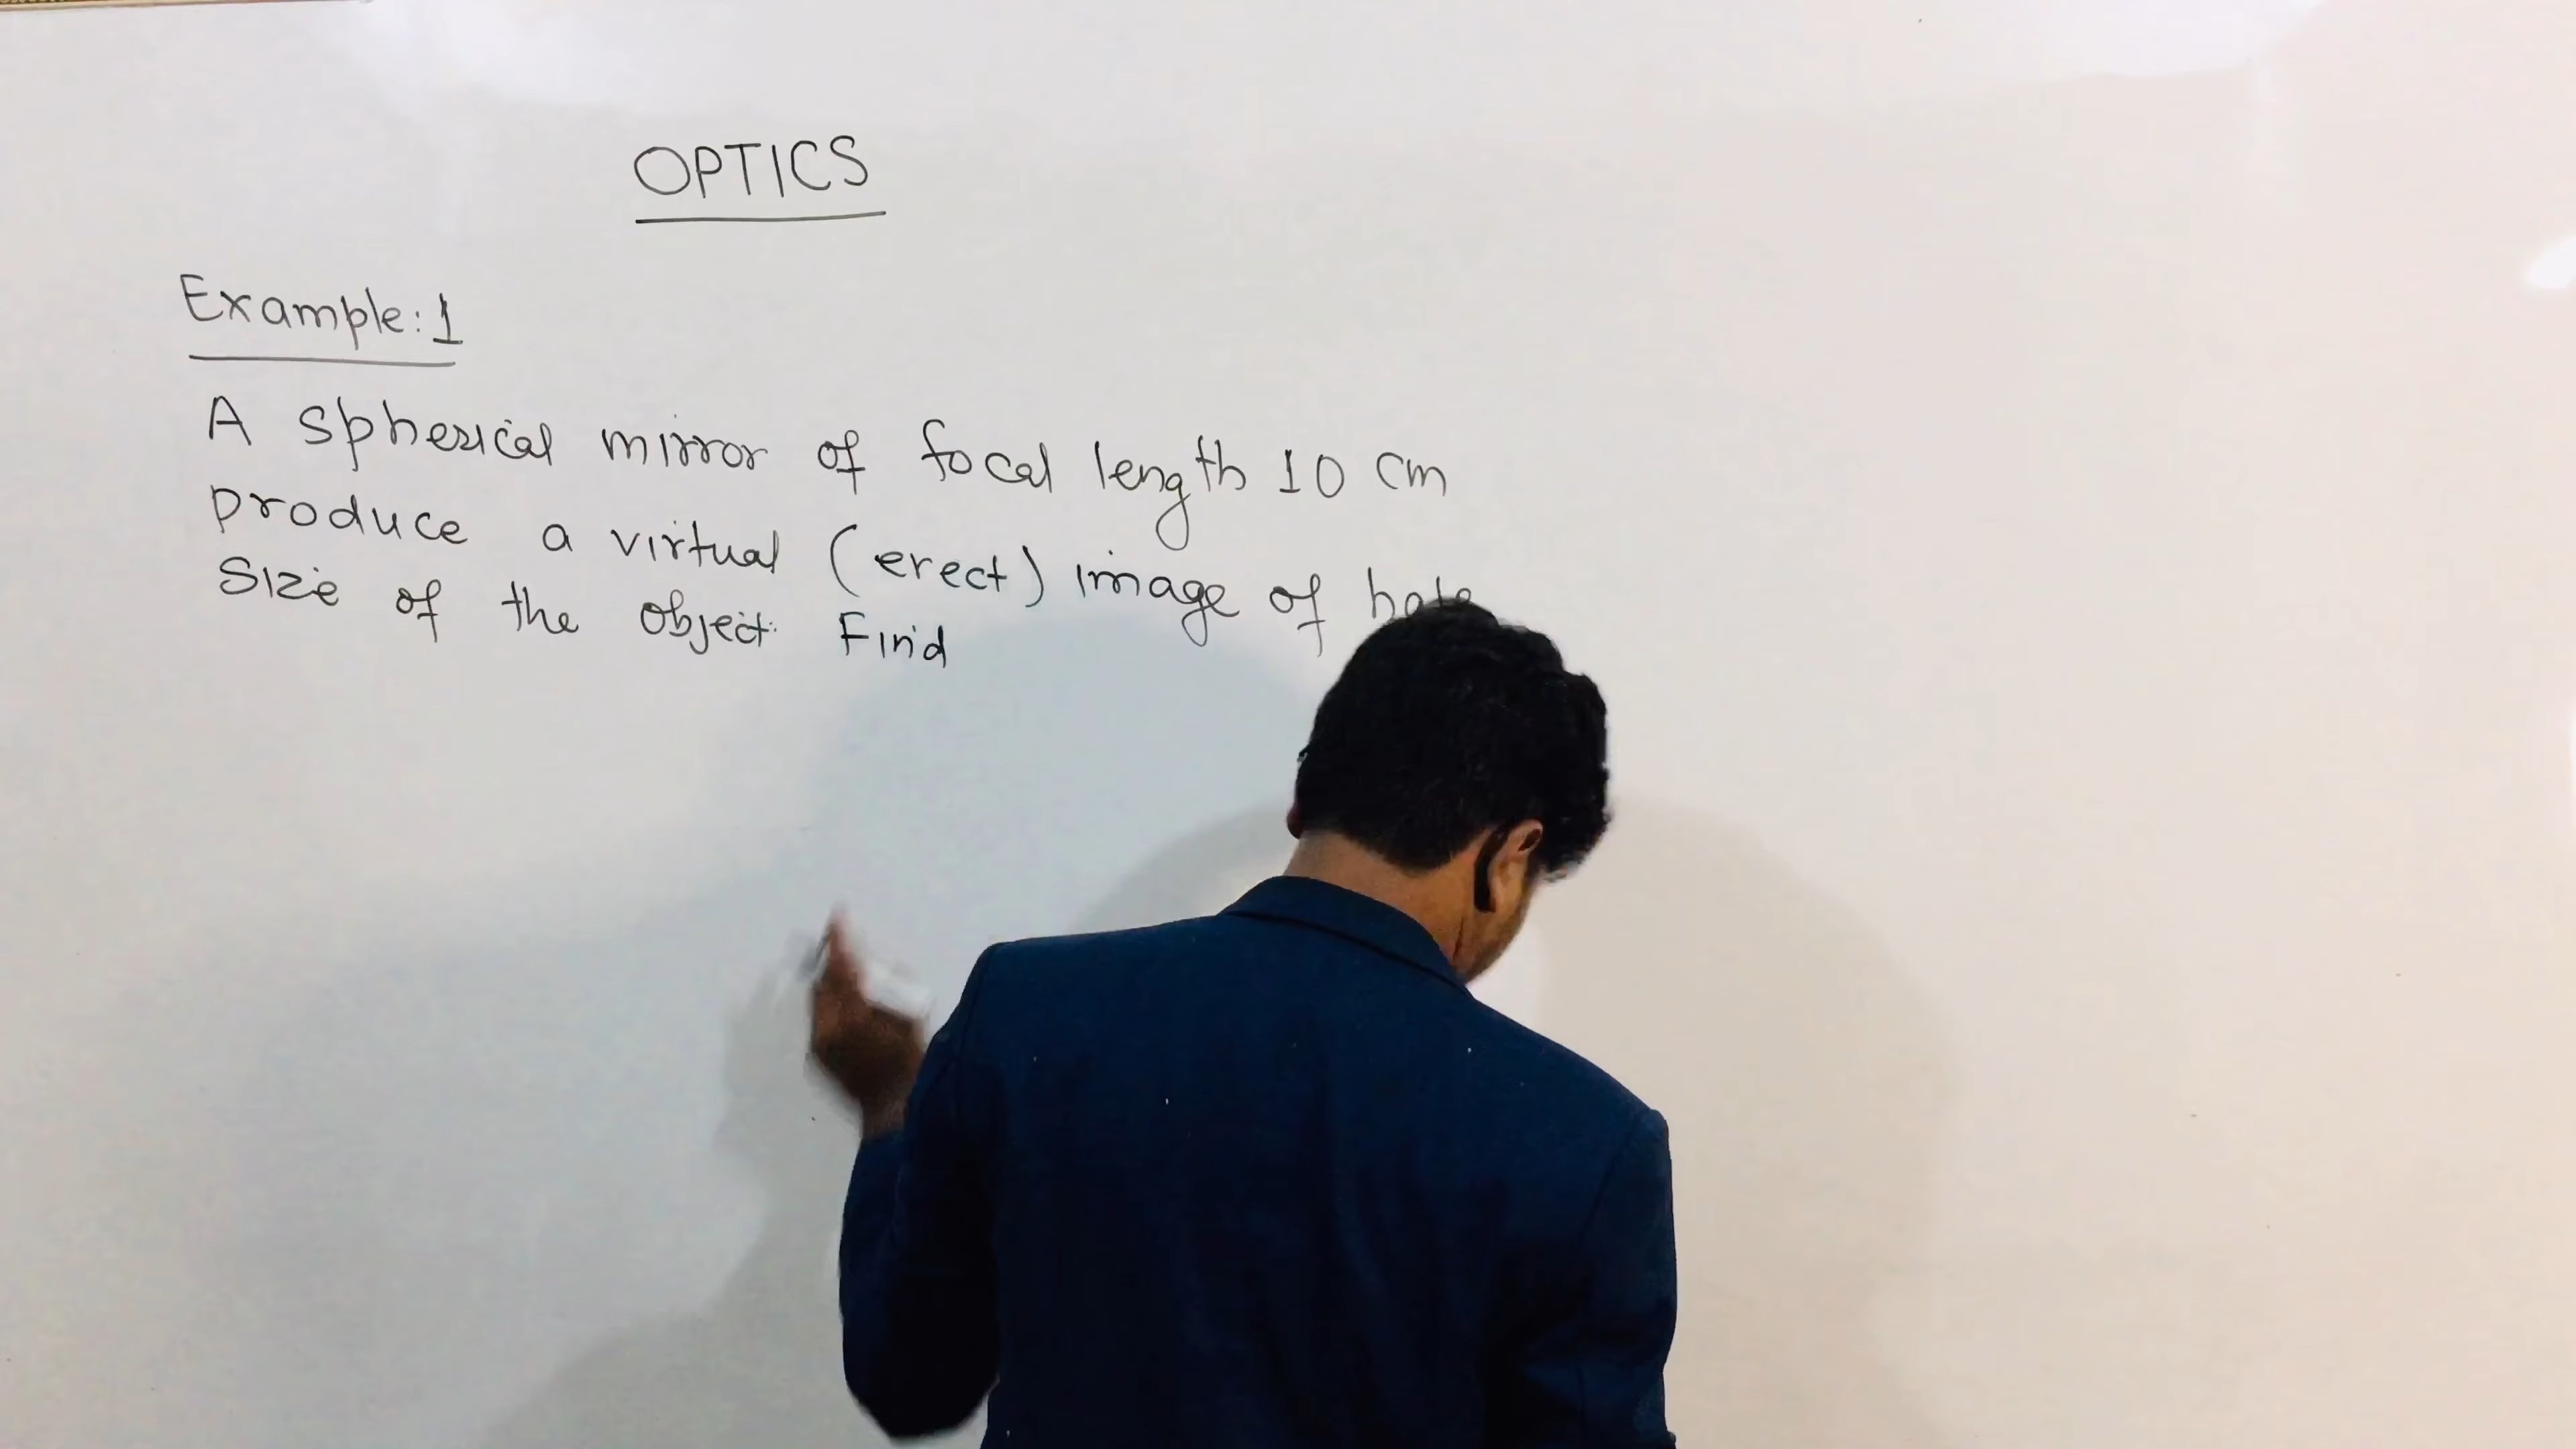 OPTICS
Example: 1
A spherical mirror of focal length 10 cm
produce a virtual (erect) image of
size of the object. Find